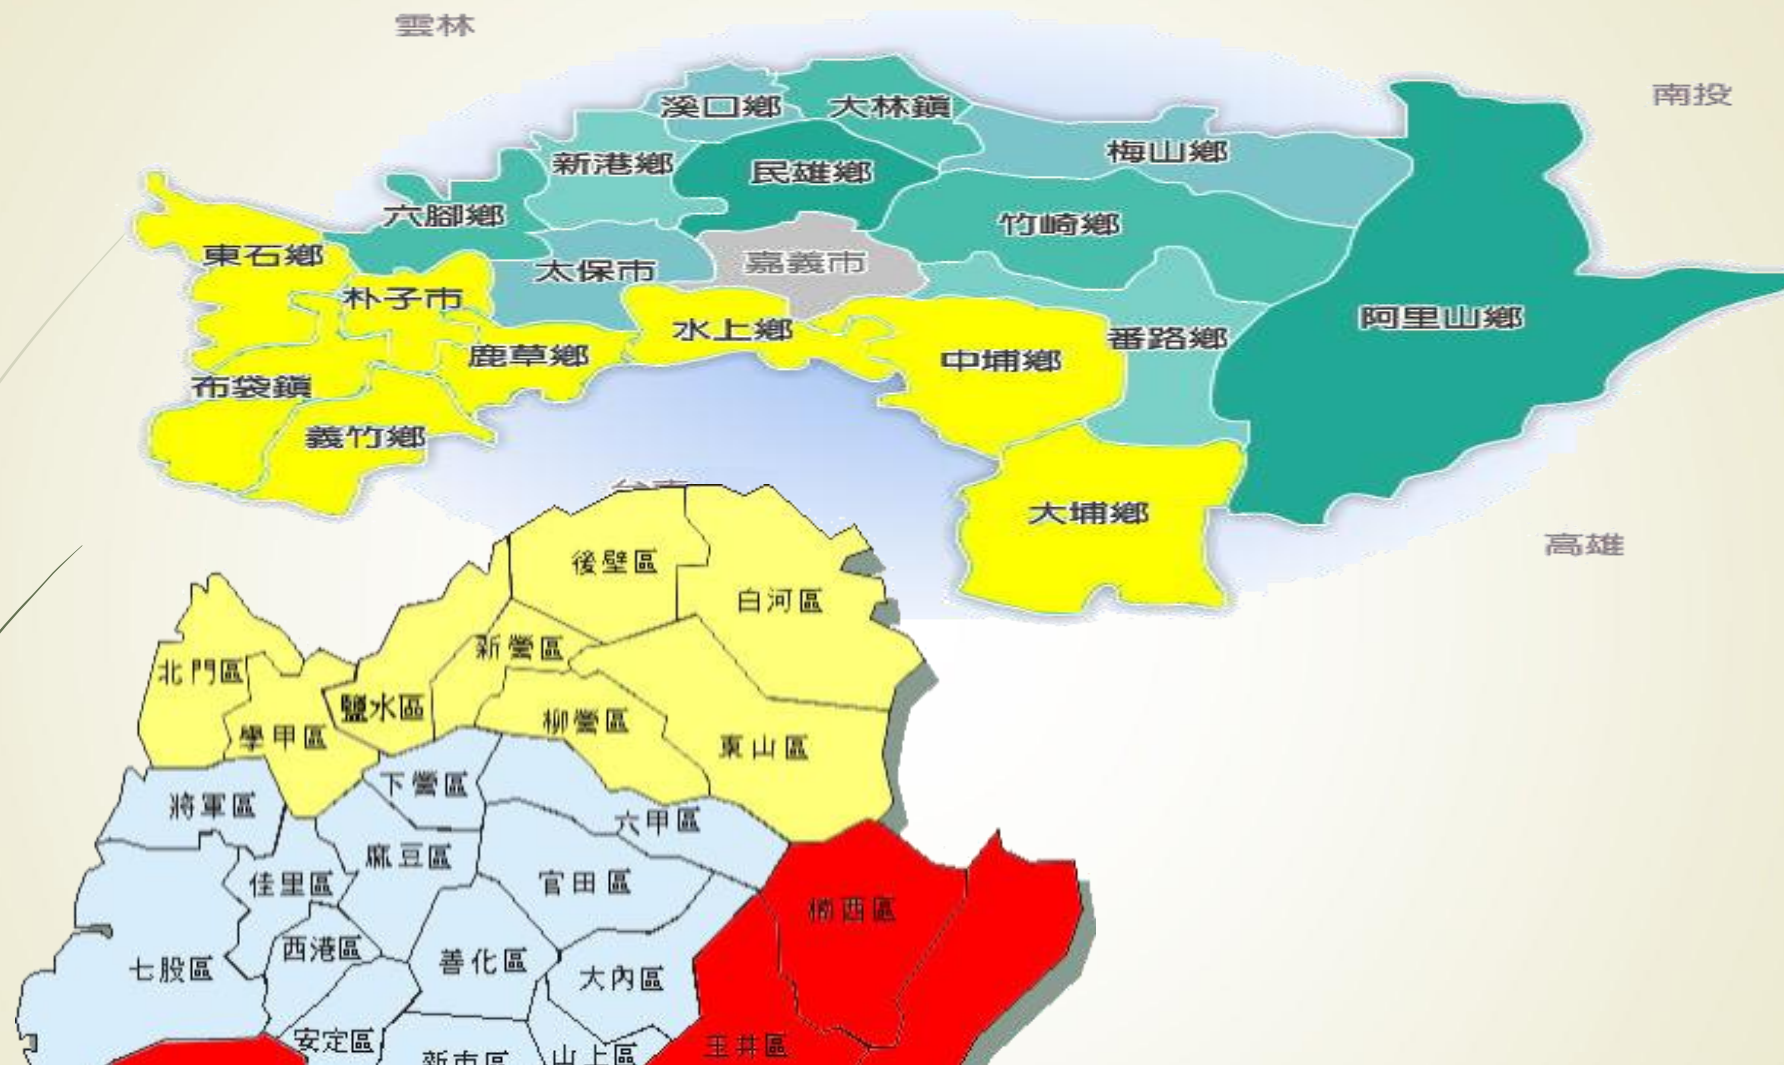 雲林
南投
溪口鄉
大林鎮
新港鄉
民雄鄉
梅山鄉
六腳鄉
竹崎鄉
東石鄉
太保市
嘉義市
朴子市
水上鄉
阿里山鄉
鹿草鄉
中埔鄉
番路鄉
布袋鎮
義竹鄉
大埔鄉
高雄
後壁區
白河區
新營區
北門區
鹽水區
柳營區
學甲區
東山區
下營區
將軍區
六甲區
麻豆區
佳里區
官田區
楠西區
西港區
善化區
七股區
大內區
安定區
玉井區
新市區
山上區